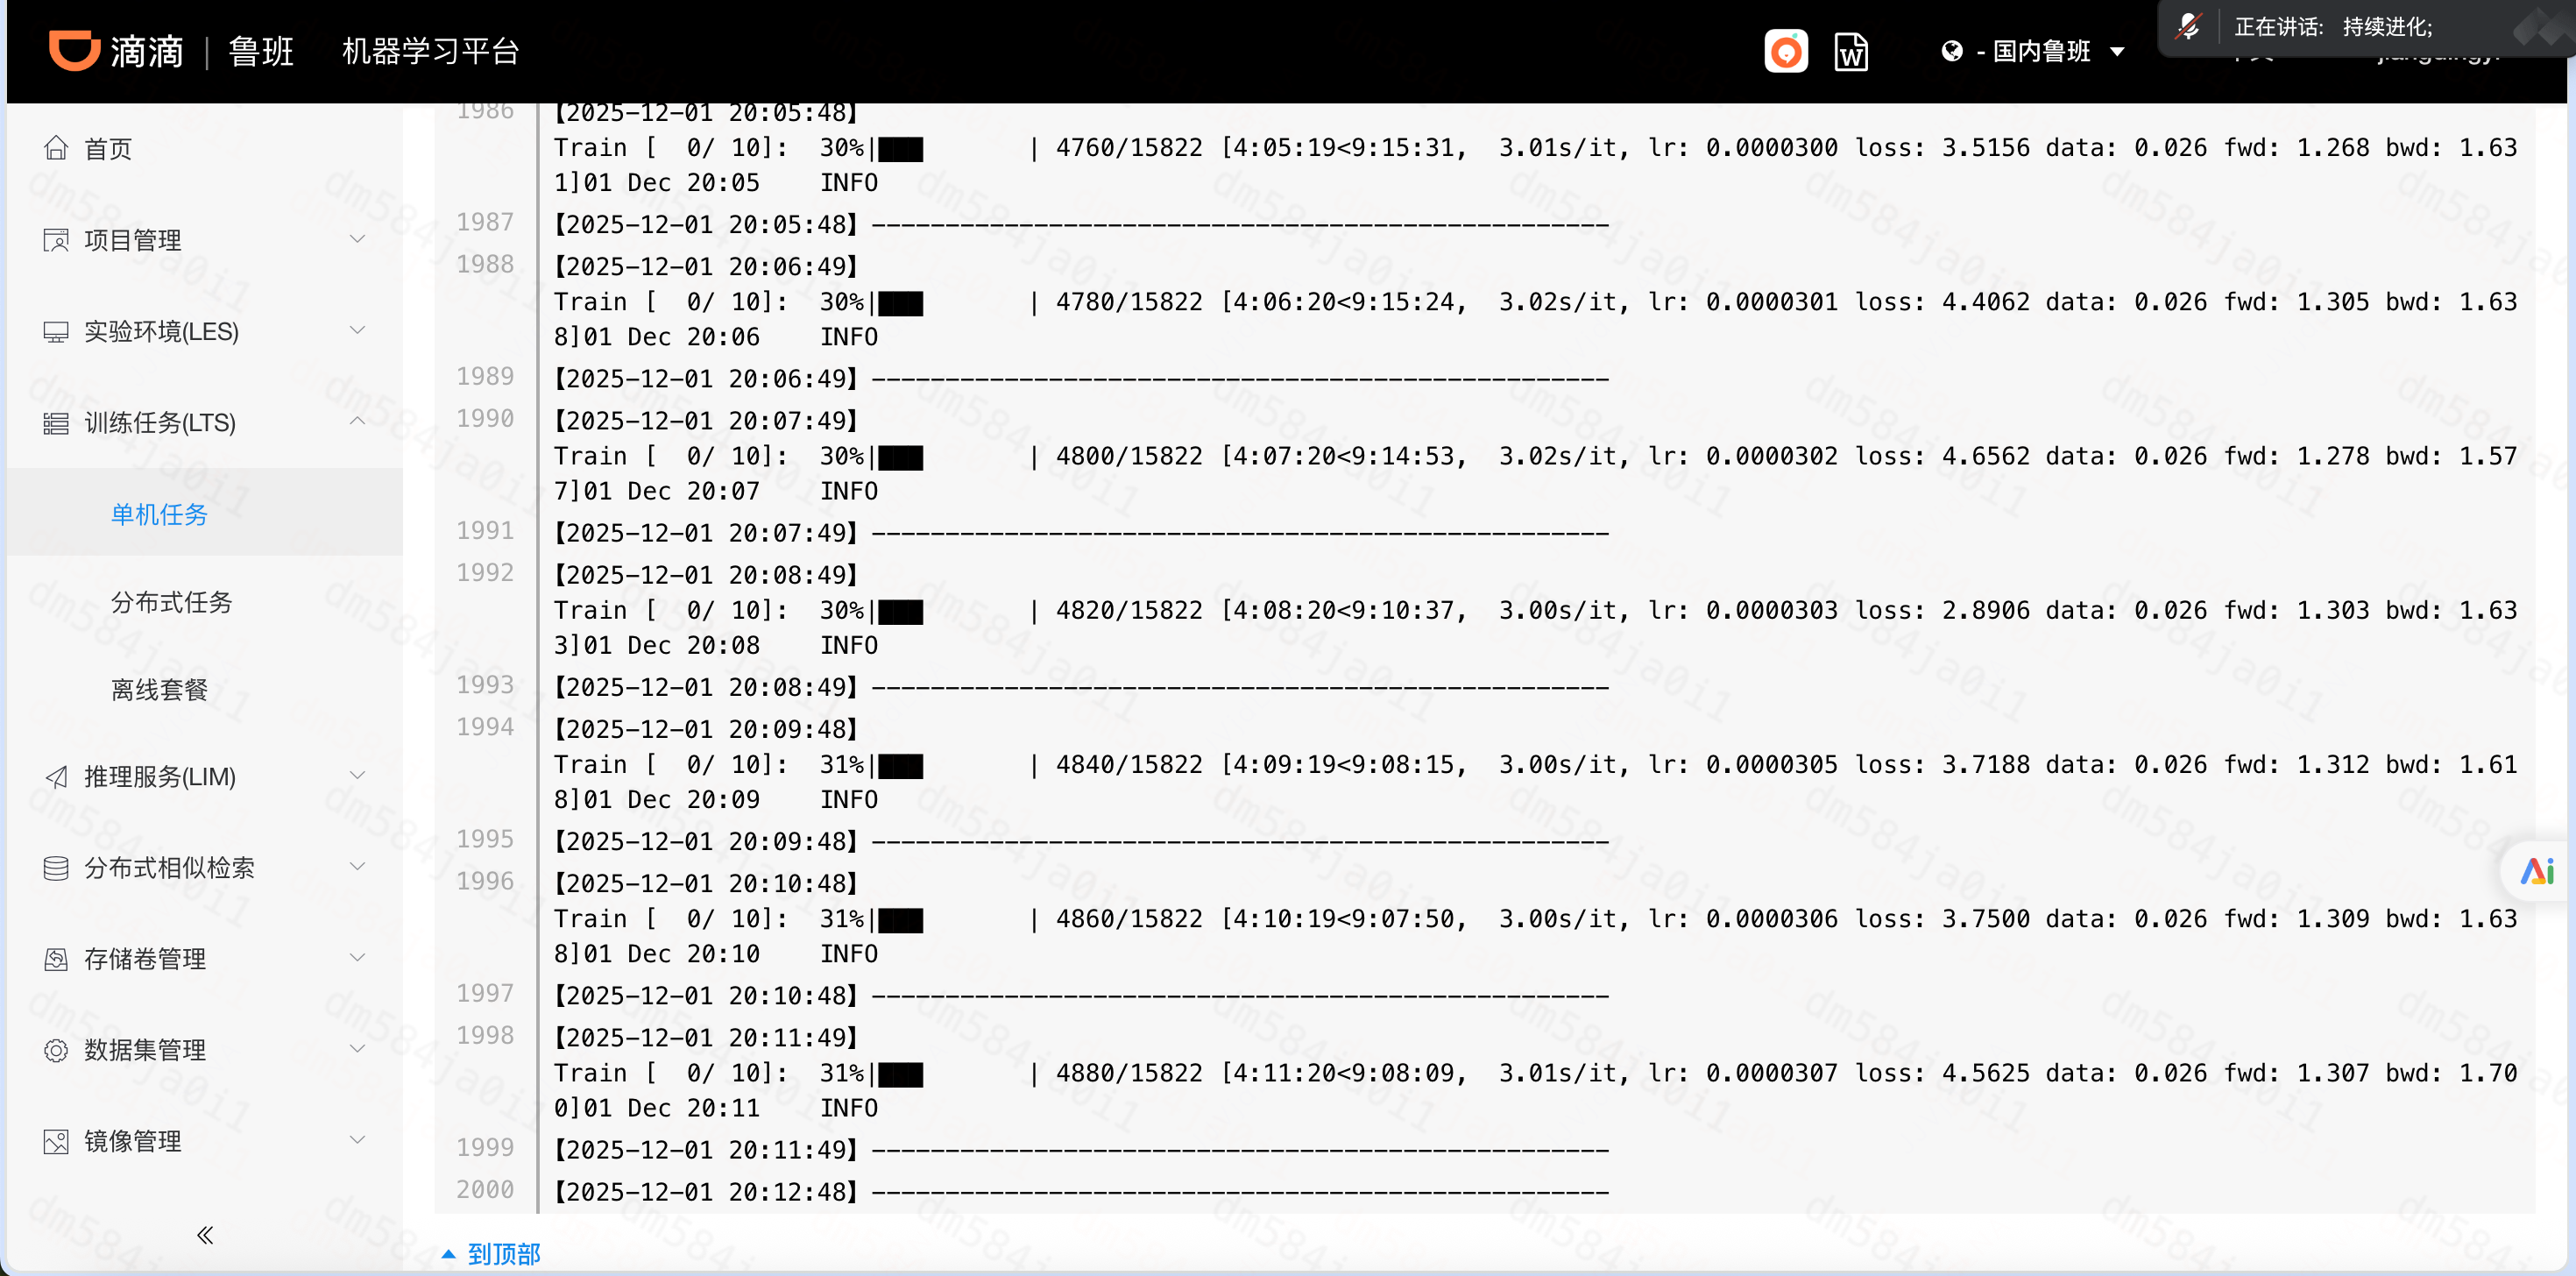 滴滴 | 鲁班 机器学习平台
W
- 国内鲁班
正在讲话: 持续进化;
首页
项目管理
实验环境(LES)
训练任务(LTS)
单机任务
分布式任务
离线套餐
推理服务(LIM)
分布式相似检索
存储卷管理
数据集管理
镜像管理
1986 【2025-12-01 20:05:48】
Train [  0/ 10]:  30%|███       | 4760/15822 [4:05:19<9:15:31,  3.01s/it, lr: 0.0000300 loss: 3.5156 data: 0.026 fwd: 1.268 bwd: 1.63
1]01 Dec 20:05    INFO
1987 【2025-12-01 20:05:48】 --------------------------------------------------
1988 【2025-12-01 20:06:49】
Train [  0/ 10]:  30%|███       | 4780/15822 [4:06:20<9:15:24,  3.02s/it, lr: 0.0000301 loss: 4.4062 data: 0.026 fwd: 1.305 bwd: 1.63
8]01 Dec 20:06    INFO
1989 【2025-12-01 20:06:49】 --------------------------------------------------
1990 【2025-12-01 20:07:49】
Train [  0/ 10]:  30%|███       | 4800/15822 [4:07:20<9:14:53,  3.02s/it, lr: 0.0000302 loss: 4.6562 data: 0.026 fwd: 1.278 bwd: 1.57
7]01 Dec 20:07    INFO
1991 【2025-12-01 20:07:49】 --------------------------------------------------
1992 【2025-12-01 20:08:49】
Train [  0/ 10]:  30%|███       | 4820/15822 [4:08:20<9:10:37,  3.00s/it, lr: 0.0000303 loss: 2.8906 data: 0.026 fwd: 1.303 bwd: 1.63
3]01 Dec 20:08    INFO
1993 【2025-12-01 20:08:49】 --------------------------------------------------
1994 【2025-12-01 20:09:48】
Train [  0/ 10]:  31%|███       | 4840/15822 [4:09:19<9:08:15,  3.00s/it, lr: 0.0000305 loss: 3.7188 data: 0.026 fwd: 1.312 bwd: 1.61
8]01 Dec 20:09    INFO
1995 【2025-12-01 20:09:48】 --------------------------------------------------
1996 【2025-12-01 20:10:48】
Train [  0/ 10]:  31%|███       | 4860/15822 [4:10:19<9:07:50,  3.00s/it, lr: 0.0000306 loss: 3.7500 data: 0.026 fwd: 1.309 bwd: 1.63
8]01 Dec 20:10    INFO
1997 【2025-12-01 20:10:48】 --------------------------------------------------
1998 【2025-12-01 20:11:49】
Train [  0/ 10]:  31%|███       | 4880/15822 [4:11:20<9:08:09,  3.01s/it, lr: 0.0000307 loss: 4.5625 data: 0.026 fwd: 1.307 bwd: 1.70
0]01 Dec 20:11    INFO
1999 【2025-12-01 20:11:49】 --------------------------------------------------
2000 【2025-12-01 20:12:48】 --------------------------------------------------
到顶部
Ai
dm584ja0i1